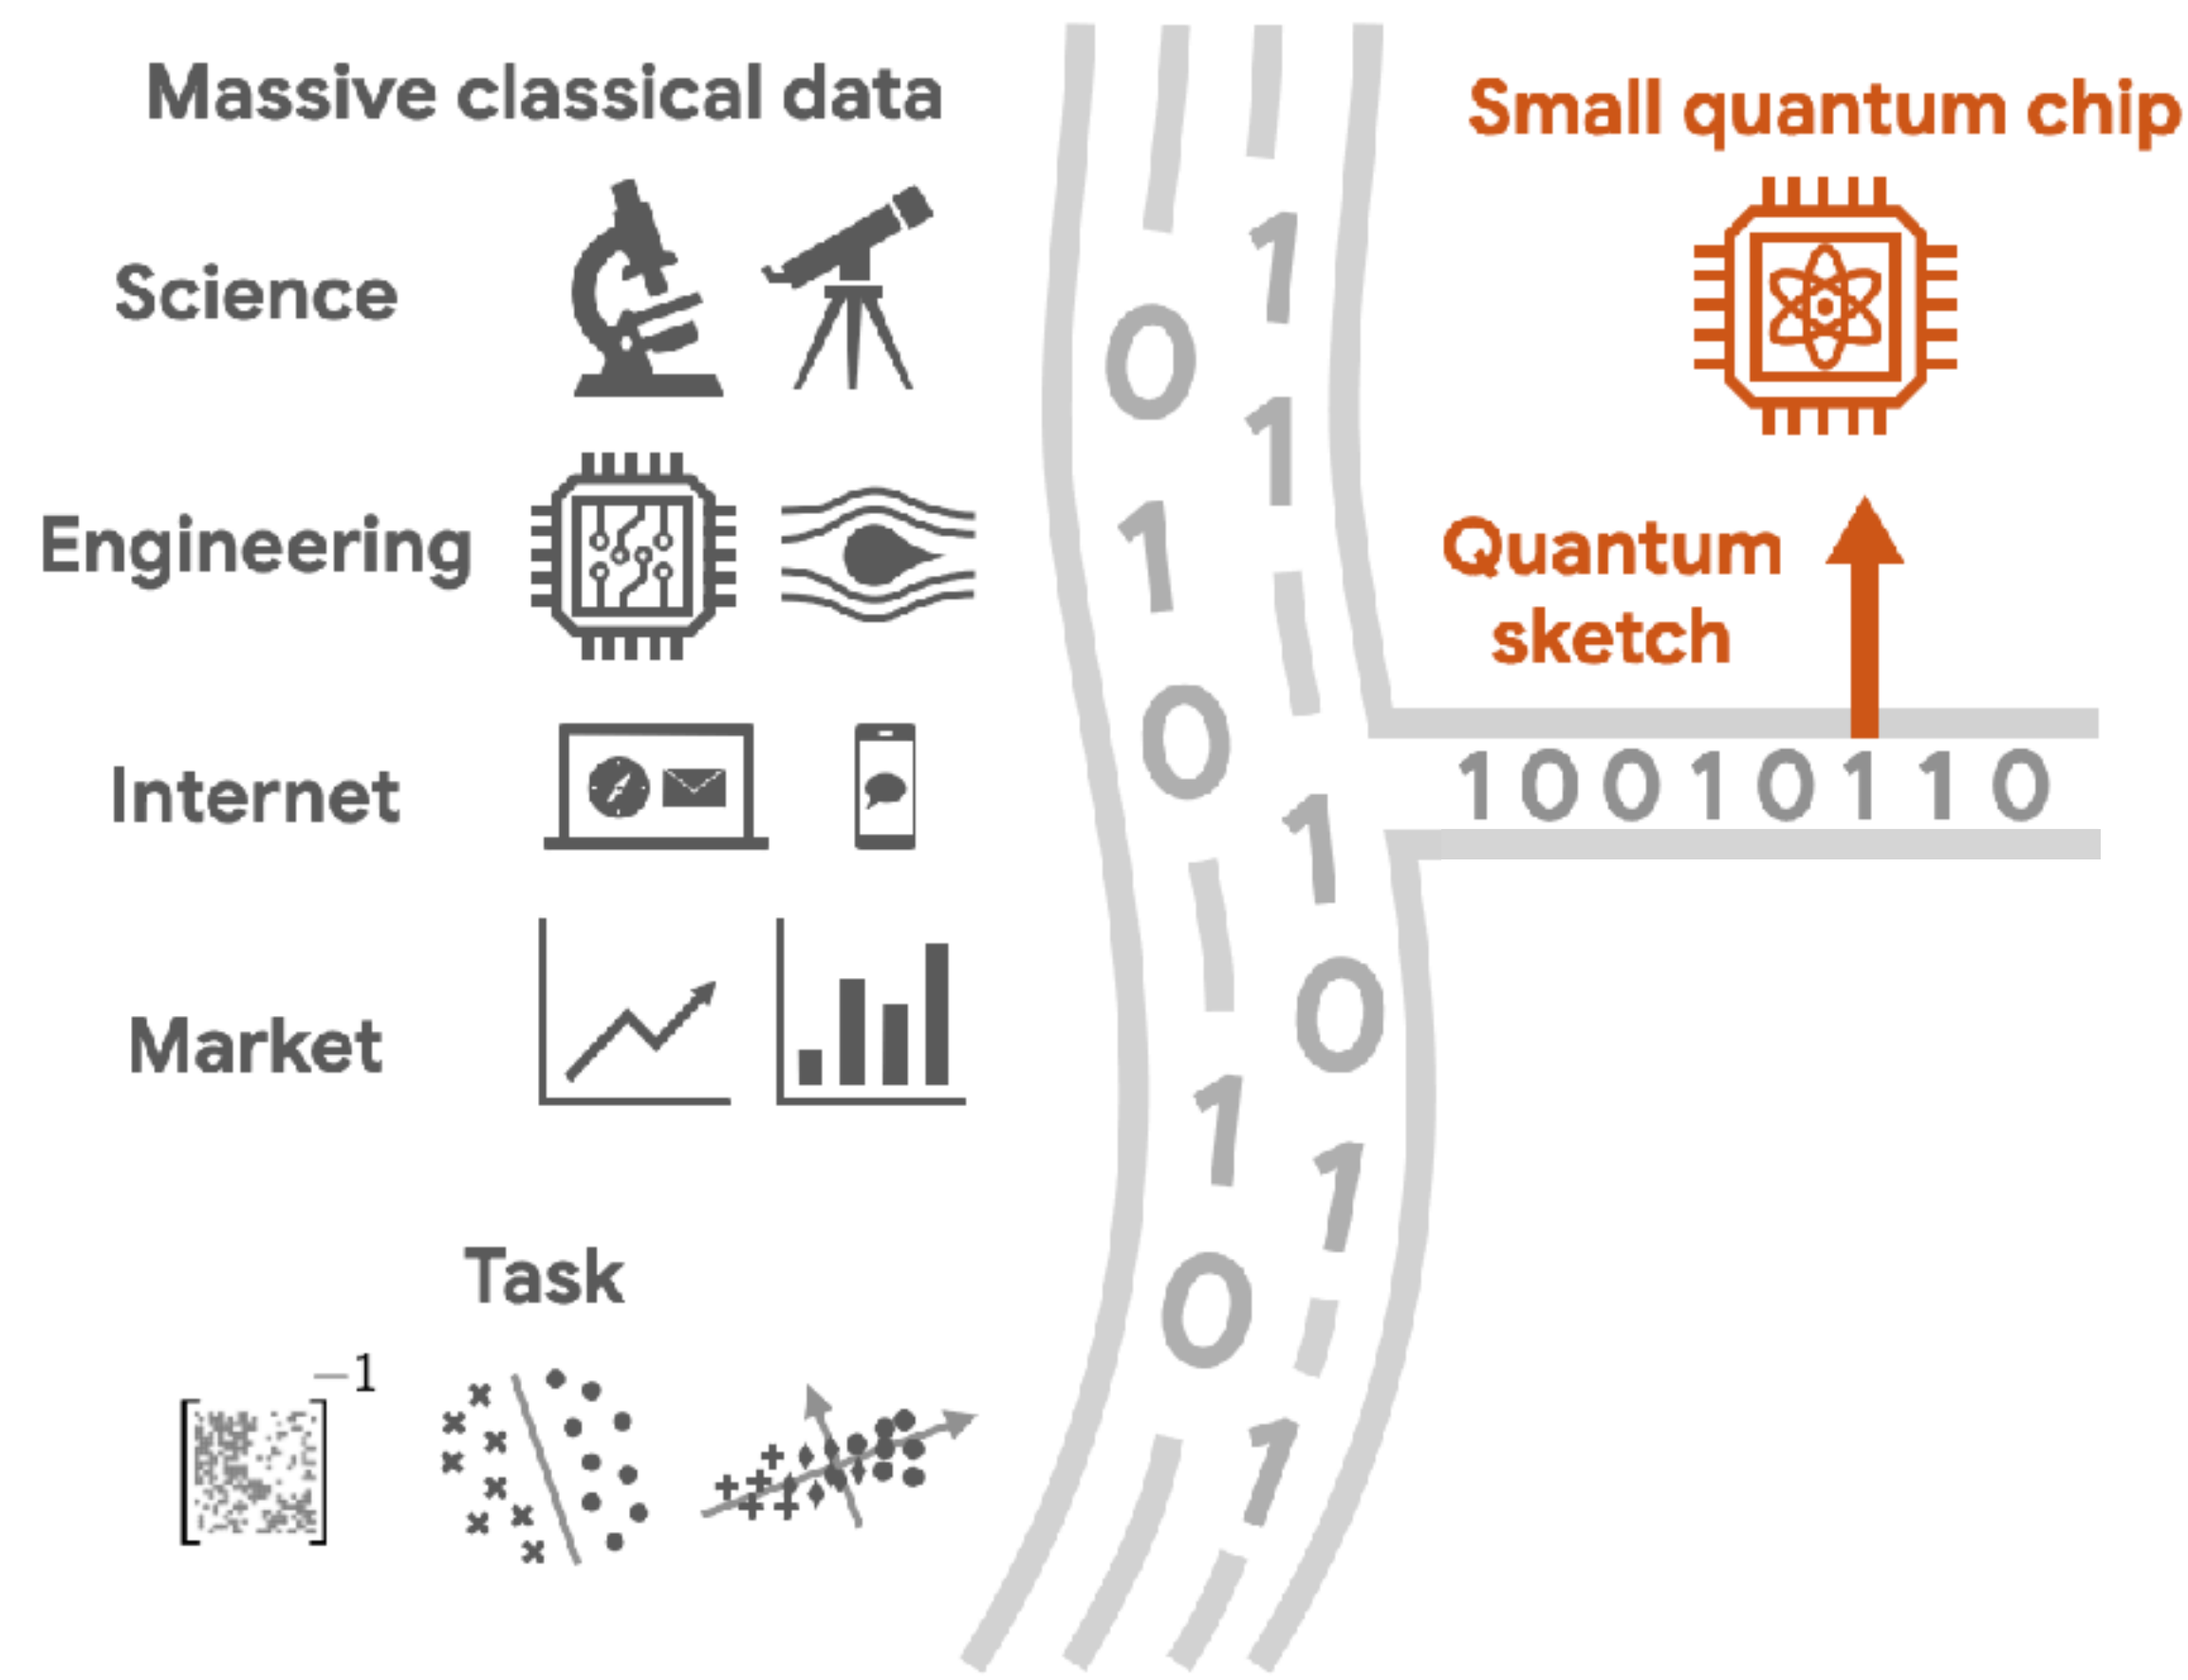 Massive classical data
Science
Engineering
Internet
Market
Task
−1
0
1
0
1
0
1
1
1
0
1
1
Small quantum chip
Quantum
sketch
1 0 0 1 0 1 1 0